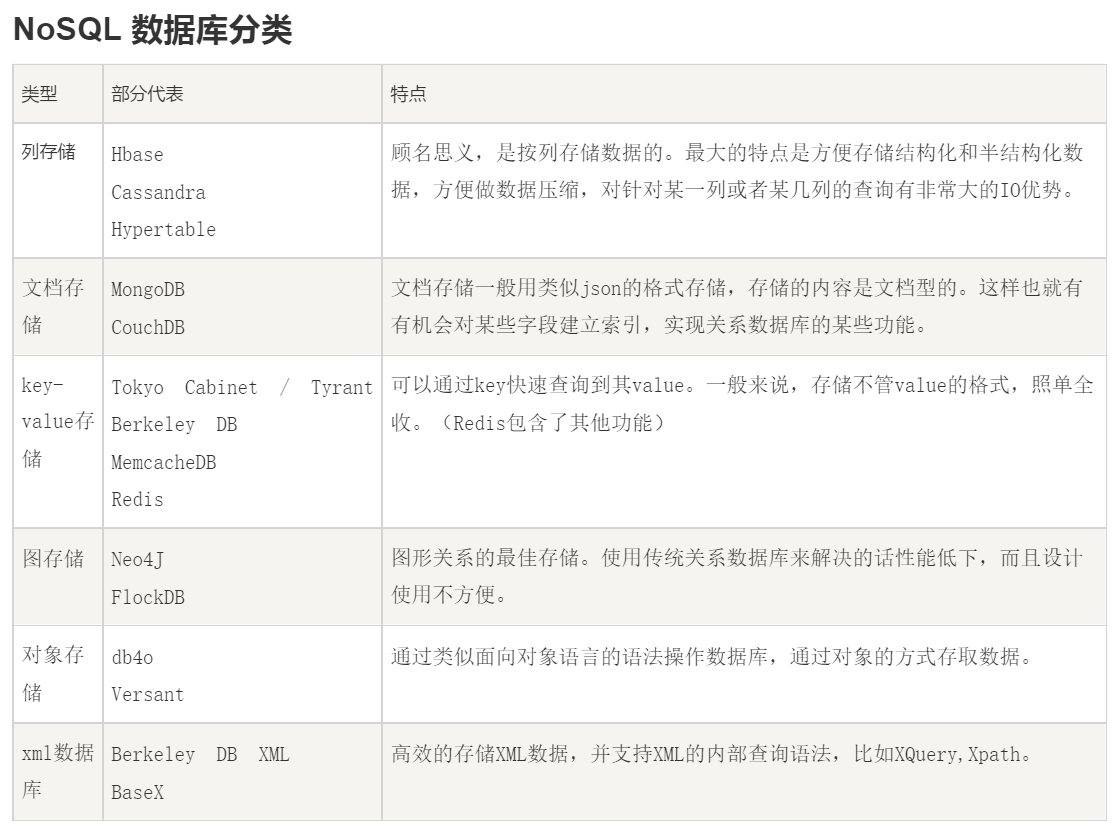 NoSQL 数据库分类
类型
部分代表
特点
列存储
Hbase
Cassandra
Hypertable
顾名思义，是按列存储数据的。最大的特点是方便存储结构化和半结构化数
据，方便做数据压缩，对针对某一列或者某几列的查询有非常大的IO优势。
文档存
储
MongoDB
CouchDB
文档存储一般用类似json的格式存储，存储的内容是文档型的。这样也就有
有机会对某些字段建立索引，实现关系数据库的某些功能。
key-
value存
储
Tokyo Cabinet / Tyrant
Berkeley DB
MemcacheDB
Redis
可以通过key快速查询到其value。一般来说，存储不管value的格式，照单全
收。（Redis包含了其他功能）
图存储
Neo4J
FlockDB
图形关系的最佳存储。使用传统关系数据库来解决的话性能低下，而且设计
使用不方便。
对象存
储
db4o
Versant
通过类似面向对象语言的语法操作数据库，通过对象的方式存取数据。
xml数据
库
Berkeley DB XML
BaseX
高效的存储XML数据，并支持XML的内部查询语法，比如XQuery,Xpath。